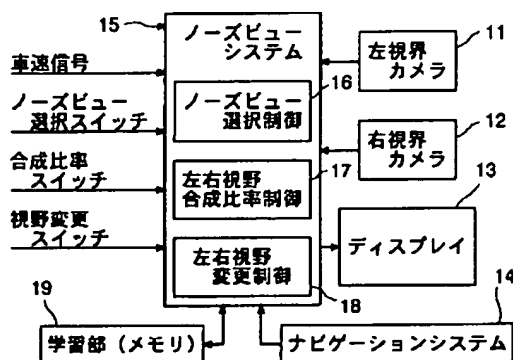 15
ノーズビュー
システム
車速信号
ノーズビュー
選択スイッチ
合成比率
スイッチ
視野変更
スイッチ
16
ノーズビュー
選択制御
17
左右視野
合成比率制御
左右視野
変更制御
18
11
左視界
カメラ
12
右視界
カメラ
13
ディスプレイ
14
ナビゲーションシステム
19
学習部(メモリ)